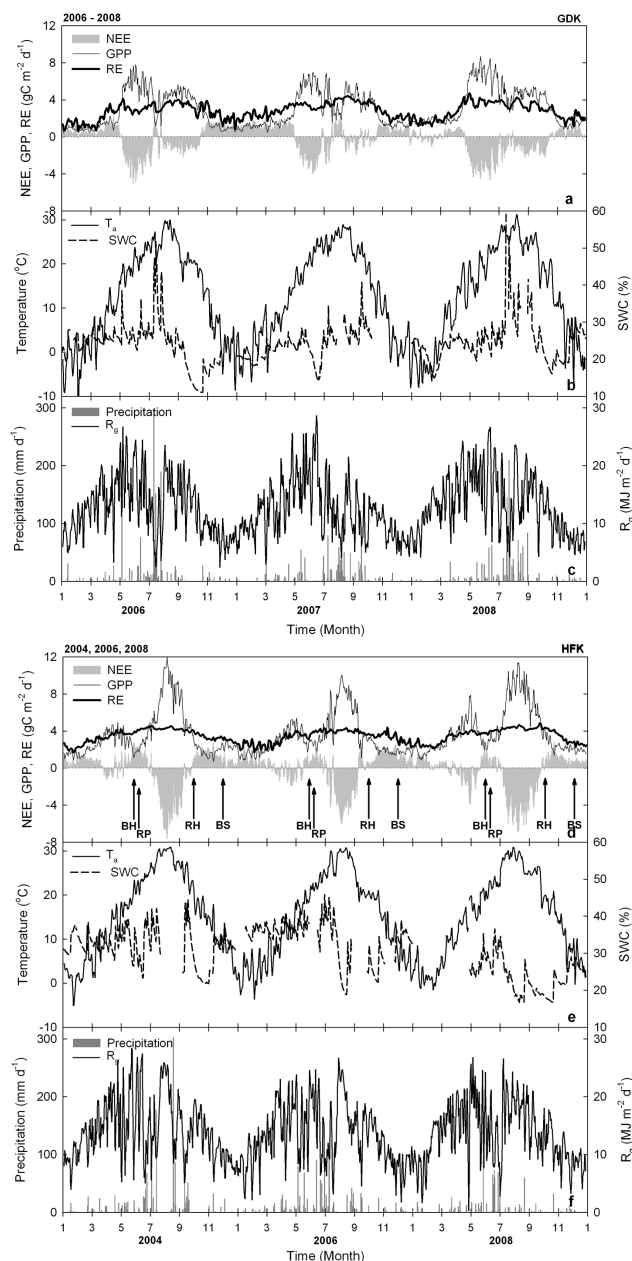 2006 - 2008 GDK
12
NEE
GPP
RE
8
4
0
-4
-8
NEE, GPP, RE (gC m-2 d-1)
a
60
30
Ta
SWC
50
20
40
10
30
0
20
-10
10
Temperature (oC)
SWC (%)
b
300
30
Precipitation
Rg
200
20
100
10
0
0
Precipitation (mm d-1)
c
1 3 5 7 9 11 1 3 5 7 9 11 1 3 5 7 9 11 1
2006 2007 2008
Time (Month)
2004, 2006, 2008 HFK
12
NEE
GPP
RE
8
4
0
-4
-8
NEE, GPP, RE (gC m-2 d-1)
BH RP RH BS BH RP RH BS BH RP RH BS
d
60
30
Ta
SWC
50
20
40
10
30
0
20
-10
10
Temperature (oC)
SWC (%)
e
300
30
Precipitation
Rg
200
20
100
10
0
0
Precipitation (mm d-1)
f
1 3 5 7 9 11 1 3 5 7 9 11 1 3 5 7 9 11 1
2004 2006 2008
Time (Month)